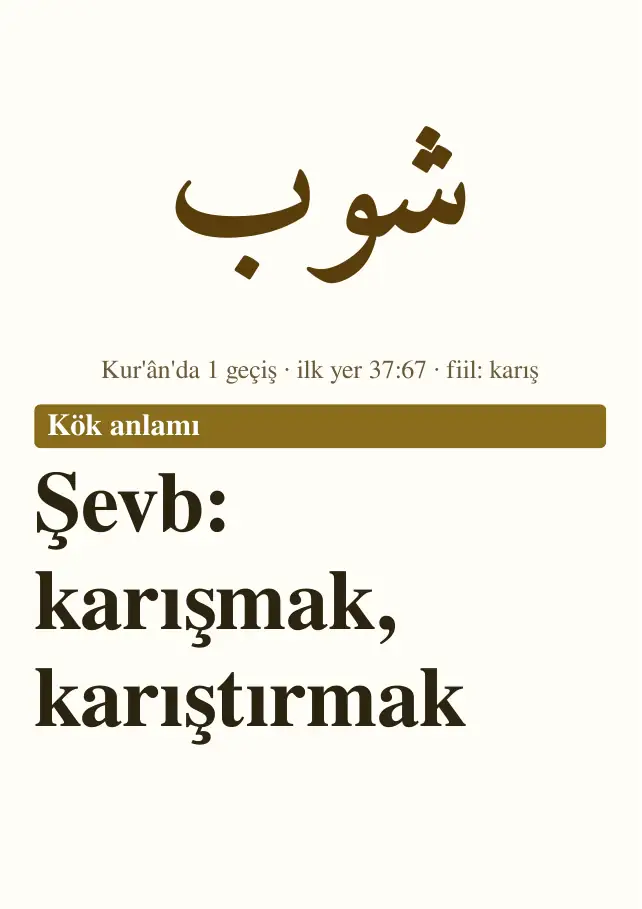 شوب
Kur'ân'da 1 geçiş · ilk yer 37:67 · fiil: karış
Kök anlamı
Şevb:
karışmak,
karıştırmak